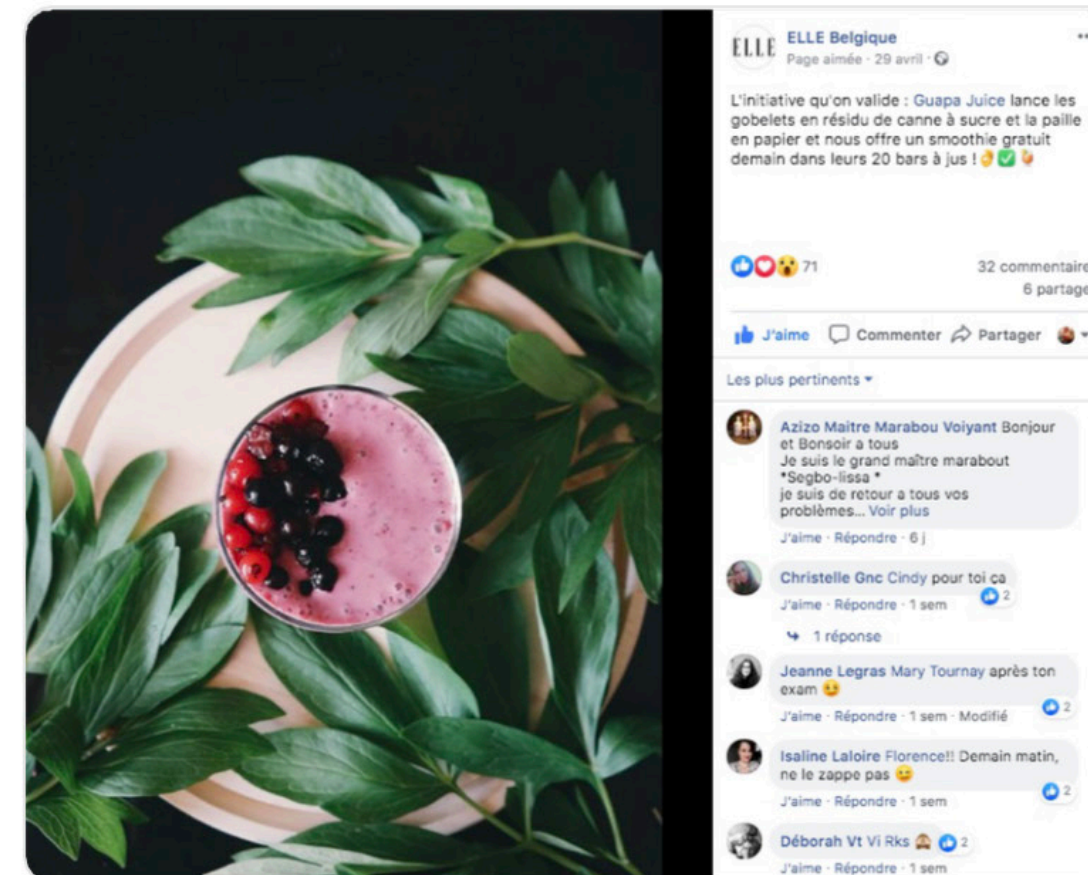 ELLE
ELLE Belgique
Page aimée · 29 avril ·
L'initiative qu'on valide : Guapa Juice lance les
gobelets en résidu de canne à sucre et la paille
en papier et nous offre un smoothie gratuit
demain dans leurs 20 bars à jus ! 👌✅🍹
71
32 commentaire
6 partage
J'aime Commenter Partager
Les plus pertinents
Azizo Maitre Marabou Voiyant Bonjour
et Bonsoir a tous
Je suis le grand maître marabout
*Segbo-lissa *
je suis de retour a tous vos
problèmes... Voir plus
J'aime · Répondre · 6 j
Christelle Gnc Cindy pour toi ça
2
J'aime · Répondre · 1 sem
1 réponse
Jeanne Legras Mary Tournay après ton
exam 😉
2
J'aime · Répondre · 1 sem · Modifié
Isaline Laloire Florence!! Demain matin,
ne le zappe pas 😉
2
J'aime · Répondre · 1 sem
Déborah Vt Vi Rks 🙈 2
J'aime · Répondre · 1 sem